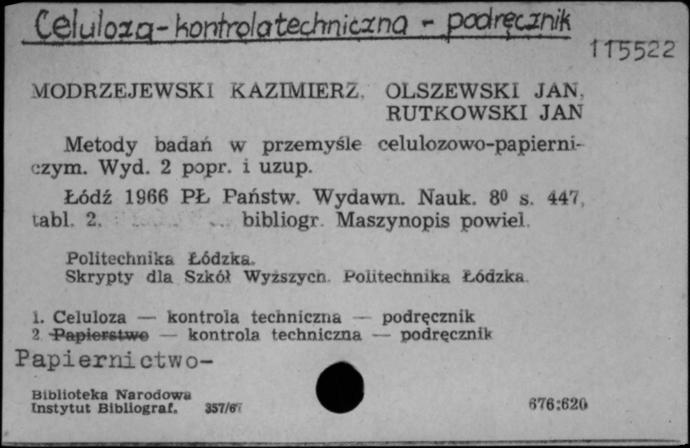 Celuloza - kontrola techniczna - podręcznik
115522
MODRZEJEWSKI KAZIMIERZ, OLSZEWSKI JAN,
RUTKOWSKI JAN
Metody badań w przemyśle celulozowo-papierni-
czym. Wyd. 2 popr. i uzup.
Łódź 1966 PŁ Państw. Wydawn. Nauk. 8⁰ s. 447,
tabl. 2. bibliogr. Maszynopis powiel.
Politechnika Łódzka.
Skrypty dla Szkół Wyższych. Politechnika Łódzka.
1. Celuloza — kontrola techniczna — podręcznik
2. Papierstwo — kontrola techniczna — podręcznik
Papiernictwo-
Biblioteka Narodowa
Instytut Bibliograf. 357/67 676:620